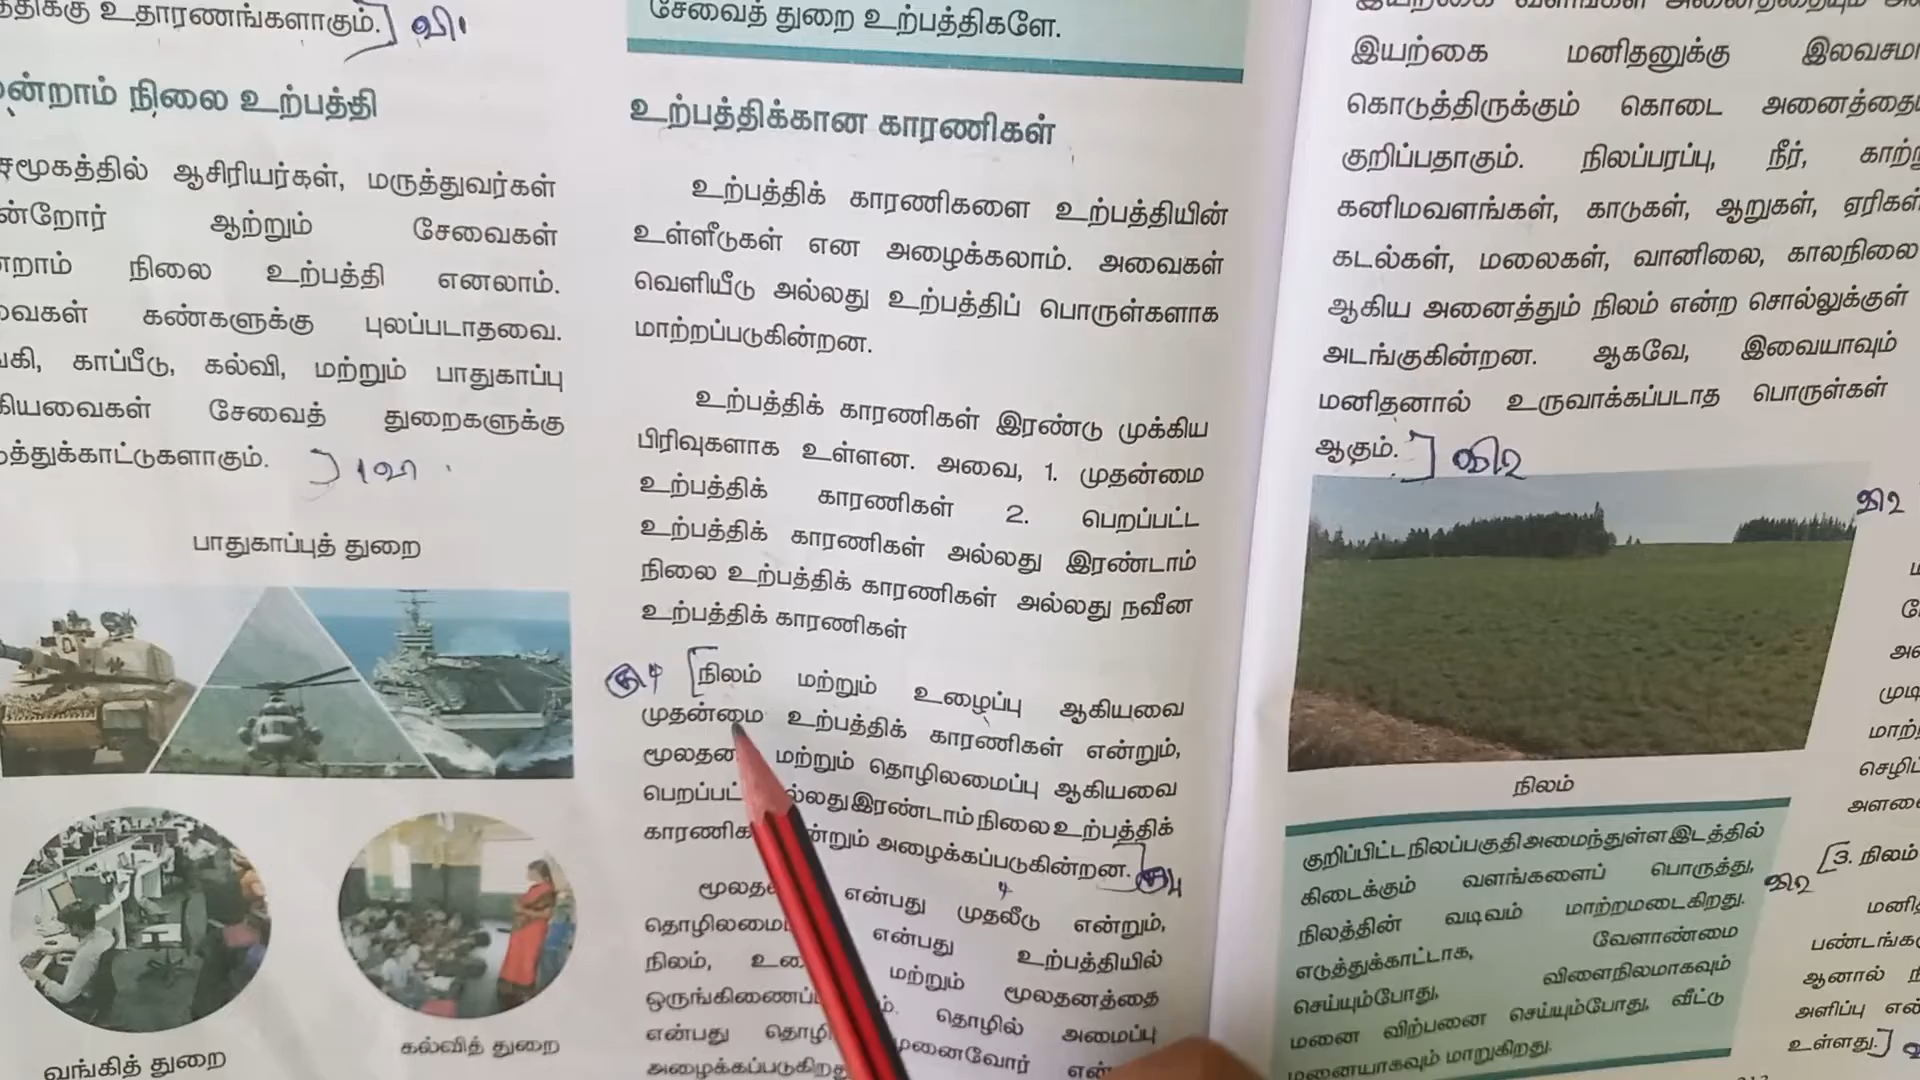 உதாரணங்களாகும்.
நிலை உற்பத்தி
ஆசிரியர்கள், மருத்துவர்கள்
ஆற்றும் சேவைகள்
நிலை உற்பத்தி எனலாம்.
கண்களுக்கு புலப்படாதவை.
காப்பீடு, கல்வி, மற்றும் பாதுகாப்பு
சேவைத் துறைகளுக்கு
பாதுகாப்புத் துறை
வங்கித் துறை
கல்வித் துறை
சேவைத் துறை உற்பத்திகளே.
உற்பத்திக்கான காரணிகள்
உற்பத்திக் காரணிகளை உற்பத்தியின்
உள்ளீடுகள் என அழைக்கலாம். அவைகள்
வெளியீடு அல்லது உற்பத்திப் பொருள்களாக
மாற்றப்படுகின்றன.
உற்பத்திக் காரணிகள் இரண்டு முக்கிய
பிரிவுகளாக உள்ளன. அவை, 1. முதன்மை
உற்பத்திக் காரணிகள் 2. பெறப்பட்ட
உற்பத்திக் காரணிகள் அல்லது இரண்டாம்
நிலை உற்பத்திக் காரணிகள் அல்லது நவீன
உற்பத்திக் காரணிகள்
நிலம் மற்றும் உழைப்பு ஆகியவை
முதன்மை உற்பத்திக் காரணிகள் என்றும்,
மற்றும் தொழிலமைப்பு ஆகியவை
இரண்டாம் நிலை உற்பத்திக்
அழைக்கப்படுகின்றன.
என்பது முதலீடு என்றும்,
என்பது உற்பத்தியில்
நிலம், மற்றும் மூலதனத்தை
தொழில் அமைப்பு
என்பது
இயற்கை மனிதனுக்கு
கொடுத்திருக்கும் கொடை
குறிப்பதாகும். நிலப்பரப்பு, நீர்,
கனிமவளங்கள், காடுகள், ஆறுகள், ஏரிகள்
கடல்கள், மலைகள், வானிலை, காலநிலை
ஆகிய அனைத்தும் நிலம் என்ற சொல்லுக்குள்
அடங்குகின்றன. ஆகவே, இவையாவும்
மனிதனால் உருவாக்கப்படாத பொருள்கள்
ஆகும்.
நிலம்
குறிப்பிட்ட நிலப்பகுதி அமைந்துள்ள இடத்தில்
கிடைக்கும் வளங்களைப் பொருத்து,
நிலத்தின் வடிவம் மாற்றமடைகிறது.
எடுத்துக்காட்டாக, வேளாண்மை
செய்யும்போது, விளைநிலமாகவும்
மனை விற்பனை செய்யும்போது, வீட்டு
மனையாகவும் மாறுகிறது.
3. நிலம்
ஆனால்
அளிப்பு
உள்ளது.